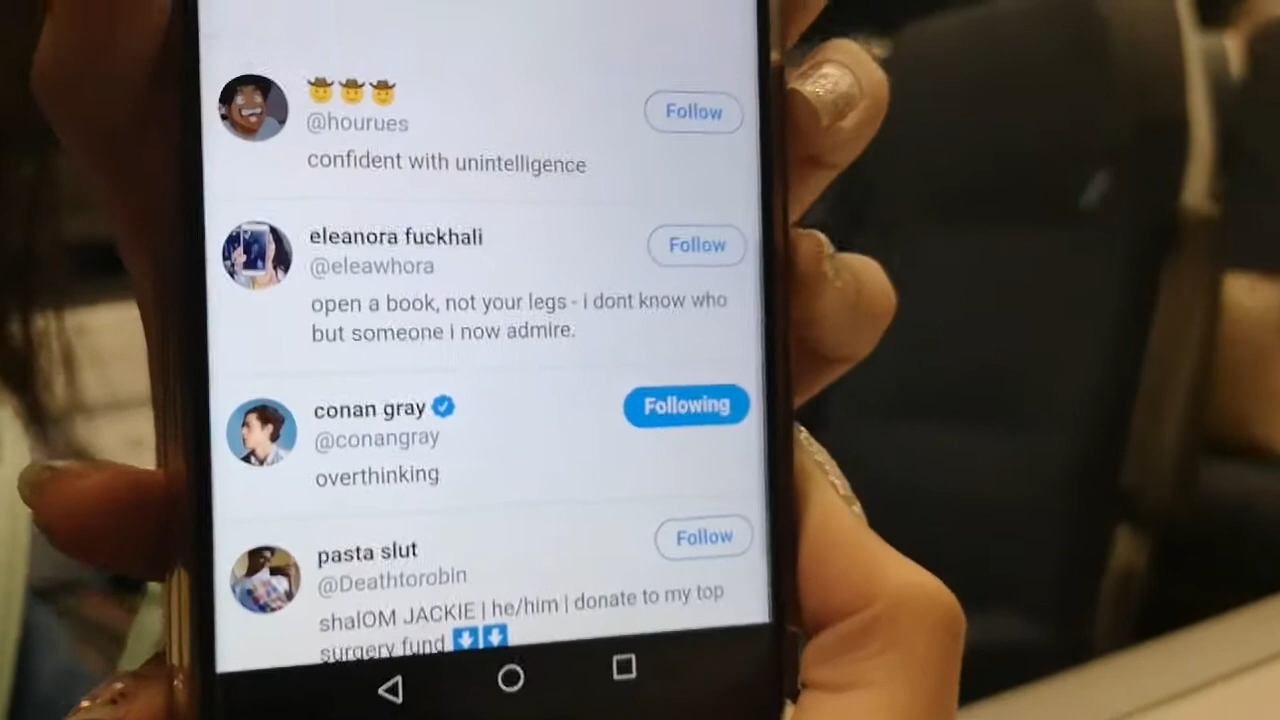 🤠🤠🤠
@hourues
Follow
confident with unintelligence
eleanora fuckhali
@eleawhora
Follow
open a book, not your legs - i dont know who
but someone i now admire.
conan gray
@conangray
Following
overthinking
pasta slut
@Deathtorobin
Follow
shalOM JACKIE | he/him | donate to my top
surgery fund ⬇️⬇️